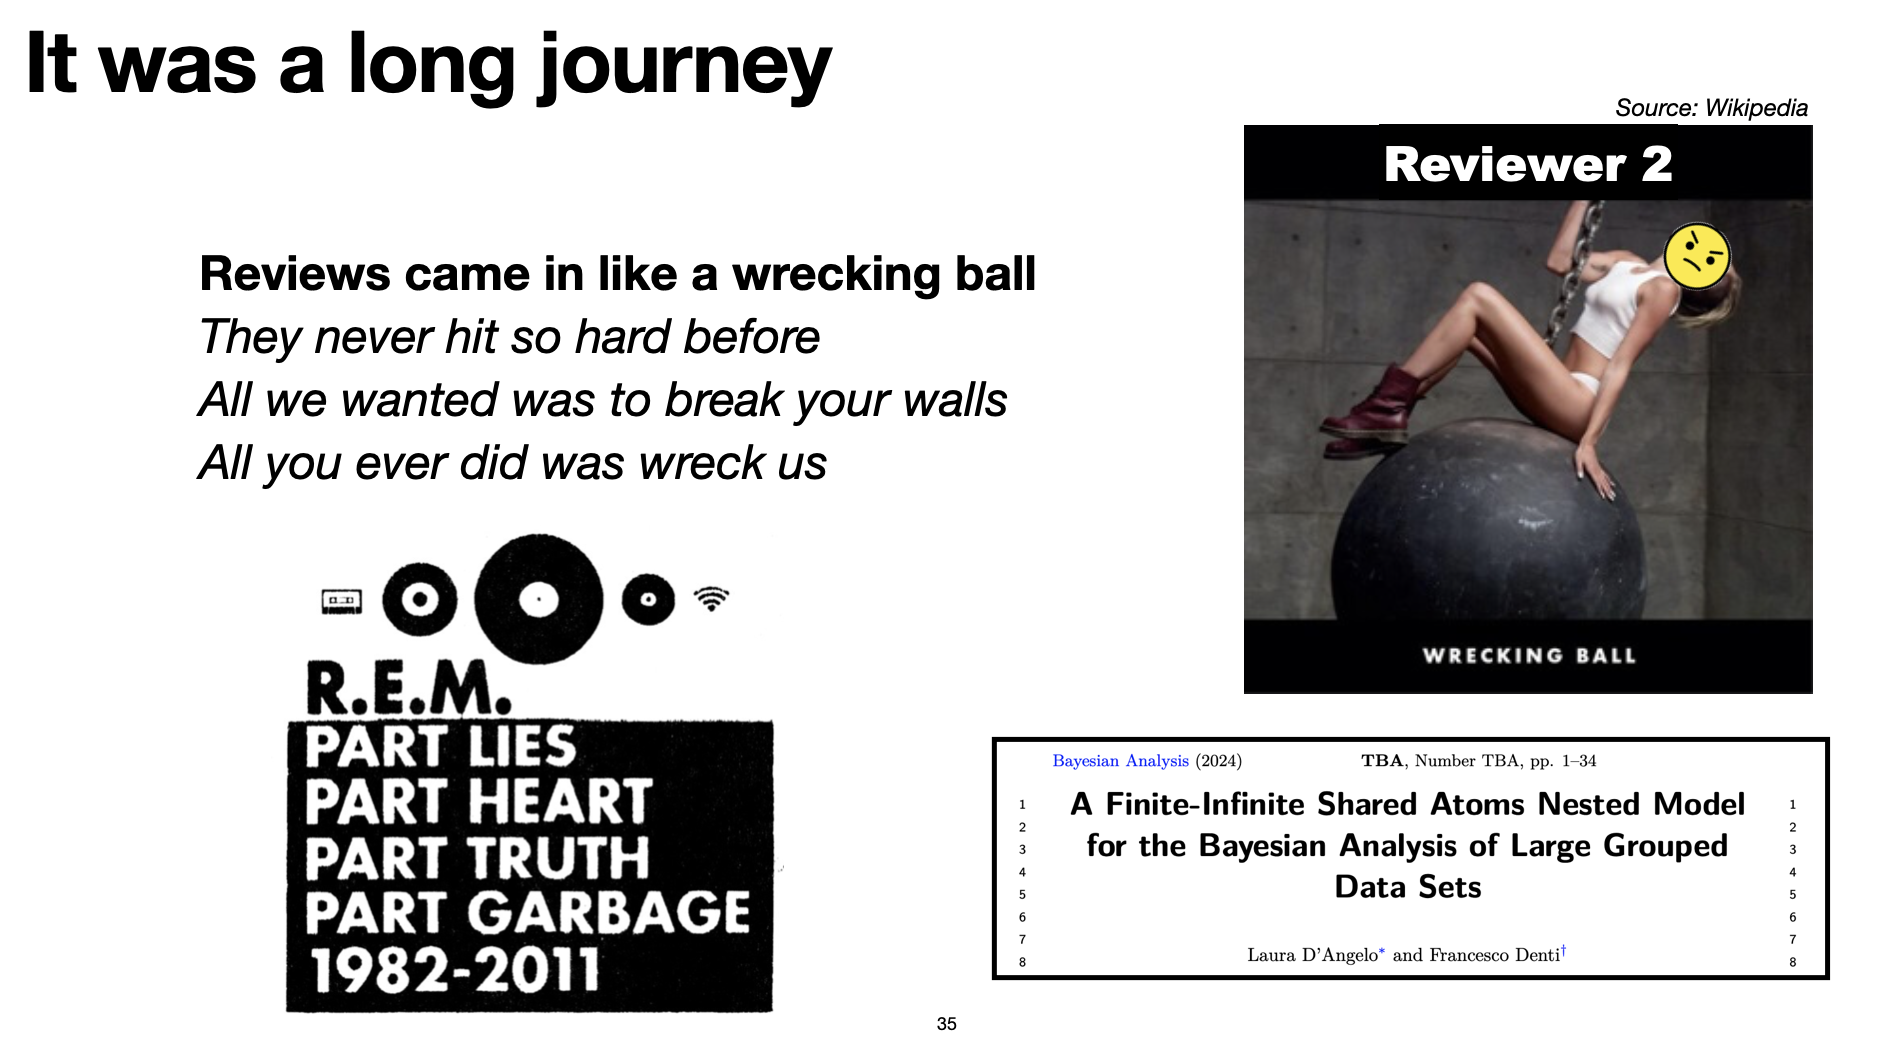 It was a long journey
Source: Wikipedia
Reviewer 2
Reviews came in like a wrecking ball
They never hit so hard before
All we wanted was to break your walls
All you ever did was wreck us
WRECKING BALL
R.E.M.
PART LIES
PART HEART
PART TRUTH
PART GARBAGE
1982-2011
Bayesian Analysis (2024) TBA, Number TBA, pp. 1–34
1 A Finite-Infinite Shared Atoms Nested Model 1
2 2
3 for the Bayesian Analysis of Large Grouped 3
4 4
5 Data Sets 5
6 6
7 7
8 Laura D'Angelo* and Francesco Denti† 8
35